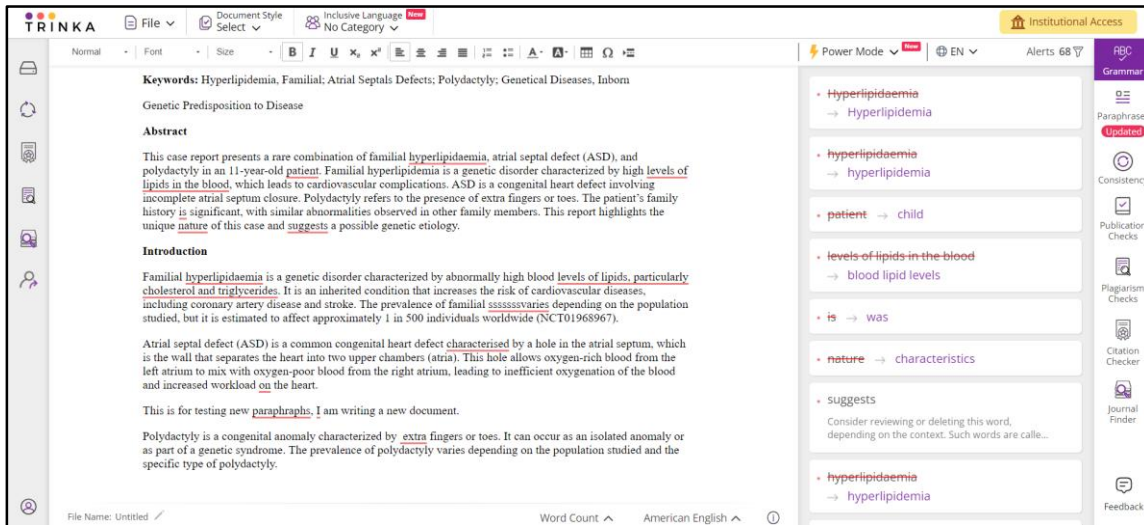 TRINKA
File
Document Style
Select
Inclusive Language New
No Category
Institutional Access
Normal Font Size B I U x₂ x² A A Ω
Power Mode New EN Alerts 68
ABC
Grammar
Paraphrase
Updated
Consistency
Publication
Checks
Plagiarism
Checks
Citation
Checker
Journal
Finder
Feedback
Keywords: Hyperlipidemia, Familial; Atrial Septals Defects; Polydactyly; Genetical Diseases, Inborn
Genetic Predisposition to Disease
Abstract
This case report presents a rare combination of familial hyperlipidaemia, atrial septal defect (ASD), and
polydactyly in an 11-year-old patient. Familial hyperlipidemia is a genetic disorder characterized by high levels of
lipids in the blood, which leads to cardiovascular complications. ASD is a congenital heart defect involving
incomplete atrial septum closure. Polydactyly refers to the presence of extra fingers or toes. The patient's family
history is significant, with similar abnormalities observed in other family members. This report highlights the
unique nature of this case and suggests a possible genetic etiology.
Introduction
Familial hyperlipidaemia is a genetic disorder characterized by abnormally high blood levels of lipids, particularly
cholesterol and triglycerides. It is an inherited condition that increases the risk of cardiovascular diseases,
including coronary artery disease and stroke. The prevalence of familial sssssssvaries depending on the population
studied, but it is estimated to affect approximately 1 in 500 individuals worldwide (NCT01968967).
Atrial septal defect (ASD) is a common congenital heart defect characterised by a hole in the atrial septum, which
is the wall that separates the heart into two upper chambers (atria). This hole allows oxygen-rich blood from the
left atrium to mix with oxygen-poor blood from the right atrium, leading to inefficient oxygenation of the blood
and increased workload on the heart.
This is for testing new paraphraphs, I am writing a new document.
Polydactyly is a congenital anomaly characterized by extra fingers or toes. It can occur as an isolated anomaly or
as part of a genetic syndrome. The prevalence of polydactyly varies depending on the population studied and the
specific type of polydactyly.
Hyperlipidaemia
→ Hyperlipidemia
hyperlipidaemia
→ hyperlipidemia
patient → child
levels of lipids in the blood
→ blood lipid levels
is → was
nature → characteristics
suggests
Consider reviewing or deleting this word,
depending on the context. Such words are calle...
hyperlipidaemia
→ hyperlipidemia
File Name: Untitled
Word Count
American English